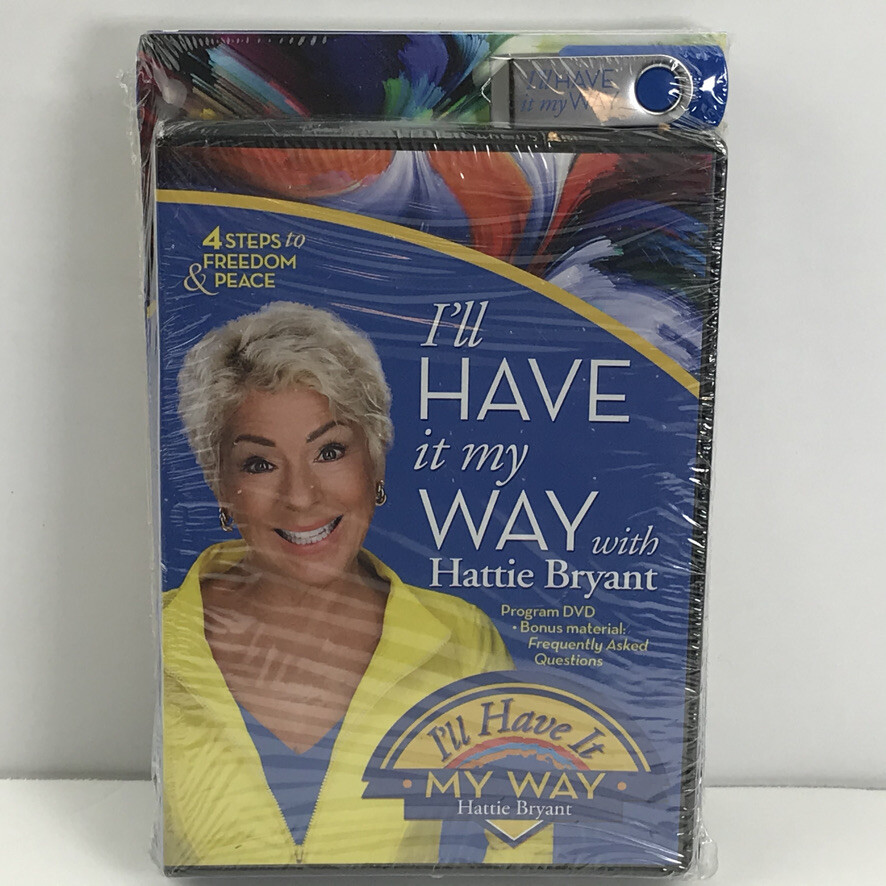 I'll HAVE
it my WAY
4 STEPS to
FREEDOM
& PEACE
I'll
HAVE
it my
WAY with
Hattie Bryant
Program DVD
• Bonus material:
Frequently Asked
Questions
I'll Have It
• MY WAY •
Hattie Bryant